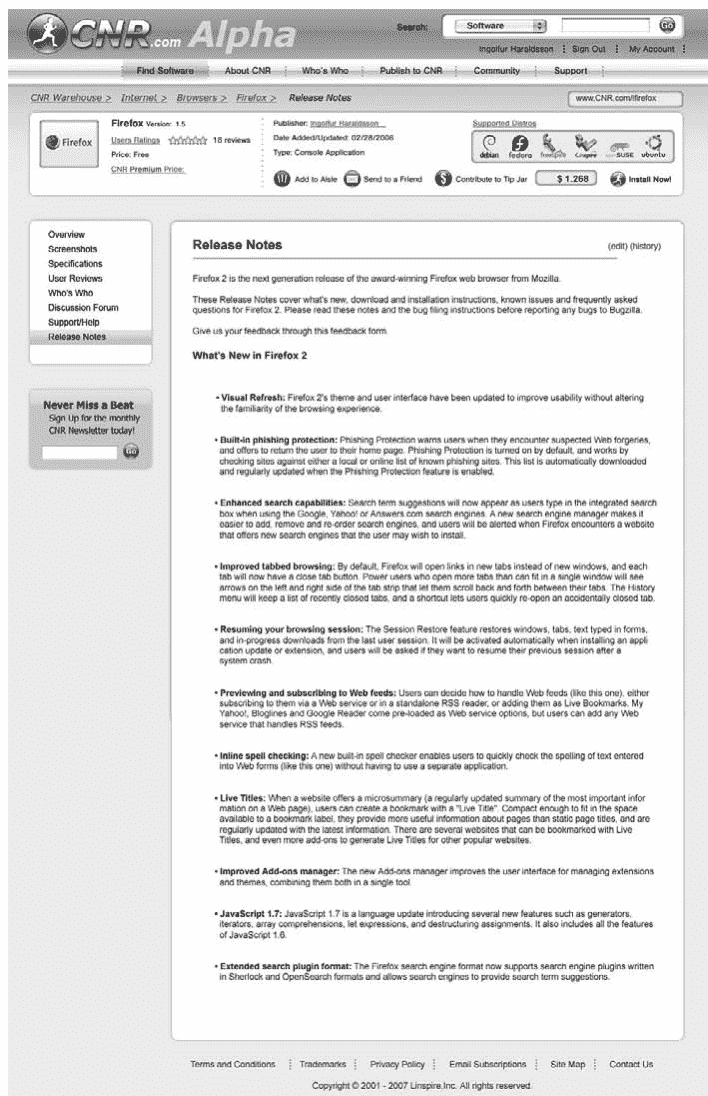 CNR.com Alpha
Search:
Software
Go
Ingolfur Haraldsson
Sign Out
My Account
Find Software
About CNR
Who's Who
Publish to CNR
Community
Support
CNR Warehouse > Internet > Browsers > Firefox > Release Notes
www.CNR.com/firefox
Firefox
Firefox Version: 1.5
Users Ratings 18 reviews
Price: Free
CNR Premium Price:
Publisher: Ingolfur Haraldsson
Date Added/Updated: 02/28/2006
Type: Console Application
Supported Distros
debian
fedora
freespire
Linspire
openSUSE
ubuntu
Add to Aisle
Send to a Friend
Contribute to Tip Jar
$ 1.268
Install Now!
Overview
Screenshots
Specifications
User Reviews
Who's Who
Discussion Forum
Support/Help
Release Notes
Never Miss a Beat
Sign Up for the monthly
CNR Newsletter today!
Go
Release Notes
(edit) (history)
Firefox 2 is the next generation release of the award-winning Firefox web browser from Mozilla.
These Release Notes cover what's new, download and installation instructions, known issues and frequently asked
questions for Firefox 2. Please read these notes and the bug filing instructions before reporting any bugs to Bugzilla.
Give us your feedback through this feedback form.
What's New in Firefox 2
• Visual Refresh: Firefox 2's theme and user interface have been updated to improve usability without altering
the familiarity of the browsing experience.
• Built-in phishing protection: Phishing Protection warns users when they encounter suspected Web forgeries,
and offers to return the user to their home page. Phishing Protection is turned on by default, and works by
checking sites against either a local or online list of known phishing sites. This list is automatically downloaded
and regularly updated when the Phishing Protection feature is enabled.
• Enhanced search capabilities: Search term suggestions will now appear as users type in the integrated search
box when using the Google, Yahoo! or Answers.com search engines. A new search engine manager makes it
easier to add, remove and re-order search engines, and users will be alerted when Firefox encounters a website
that offers new search engines that the user may wish to install.
• Improved tabbed browsing: By default, Firefox will open links in new tabs instead of new windows, and each
tab will now have a close tab button. Power users who open more tabs than can fit in a single window will see
arrows on the left and right side of the tab strip that let them scroll back and forth between their tabs. The History
menu will keep a list of recently closed tabs, and a shortcut lets users quickly re-open an accidentally closed tab.
• Resuming your browsing session: The Session Restore feature restores windows, tabs, text typed in forms,
and in-progress downloads from the last user session. It will be activated automatically when installing an appli
cation update or extension, and users will be asked if they want to resume their previous session after a
system crash.
• Previewing and subscribing to Web feeds: Users can decide how to handle Web feeds (like this one), either
subscribing to them via a Web service or in a standalone RSS reader, or adding them as Live Bookmarks. My
Yahoo!, Bloglines and Google Reader come pre-loaded as Web service options, but users can add any Web
service that handles RSS feeds.
• Inline spell checking: A new built-in spell checker enables users to quickly check the spelling of text entered
into Web forms (like this one) without having to use a separate application.
• Live Titles: When a website offers a microsummary (a regularly updated summary of the most important infor
mation on a Web page), users can create a bookmark with a "Live Title". Compact enough to fit in the space
available to a bookmark label, they provide more useful information about pages than static page titles, and are
regularly updated with the latest information. There are several websites that can be bookmarked with Live
Titles, and even more add-ons to generate Live Titles for other popular websites.
• Improved Add-ons manager: The new Add-ons manager improves the user interface for managing extensions
and themes, combining them both in a single tool.
• JavaScript 1.7: JavaScript 1.7 is a language update introducing several new features such as generators,
iterators, array comprehensions, let expressions, and destructuring assignments. It also includes all the features
of JavaScript 1.6.
• Extended search plugin format: The Firefox search engine format now supports search engine plugins written
in Sherlock and OpenSearch formats and allows search engines to provide search term suggestions.
Terms and Conditions
Trademarks
Privacy Policy
Email Subscriptions
Site Map
Contact Us
Copyright © 2001 - 2007 Linspire,Inc. All rights reserved.